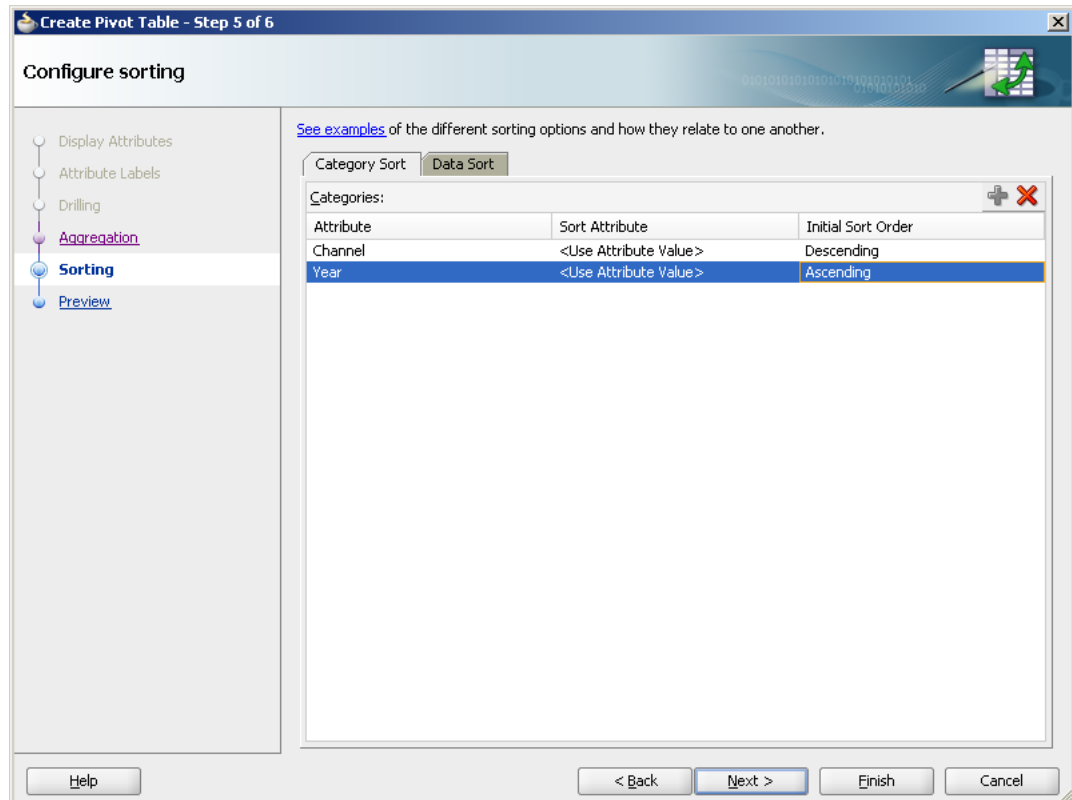 Create Pivot Table - Step 5 of 6
Configure sorting
Display Attributes
Attribute Labels
Drilling
Aggregation
Sorting
Preview
See examples of the different sorting options and how they relate to one another.
Category Sort Data Sort
Categories:
Attribute Sort Attribute Initial Sort Order
Channel <Use Attribute Value> Descending
Year <Use Attribute Value> Ascending
Help < Back Next > Finish Cancel